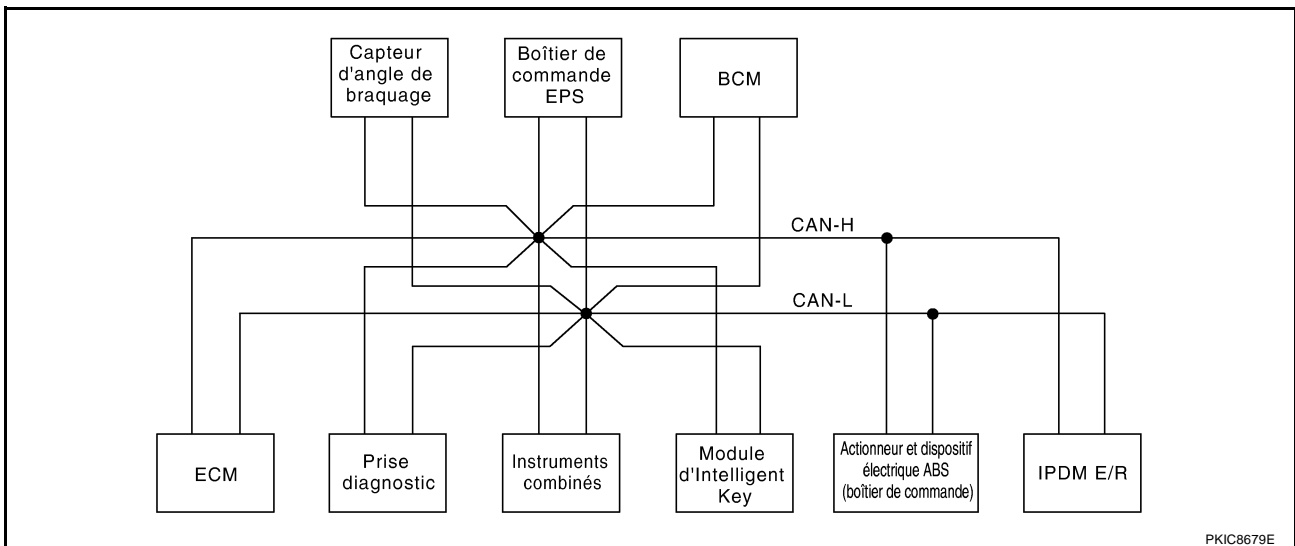 Capteur
d'angle de
braquage
Boîtier de
commande
EPS
BCM
CAN-H
CAN-L
ECM
Prise
diagnostic
Instruments
combinés
Module
d'Intelligent
Key
Actionneur et dispositif
électrique ABS
(boîtier de commande)
IPDM E/R
PKIC8679E